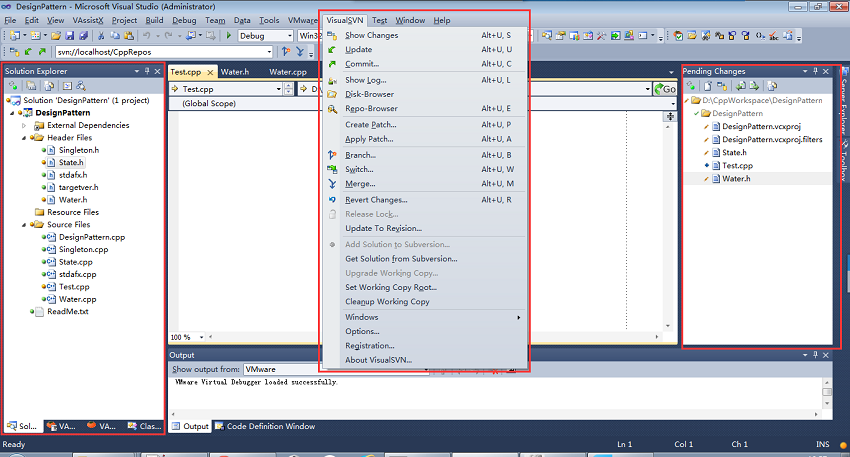 DesignPattern - Microsoft Visual Studio (Administrator)
File Edit View VAssistX Project Build Debug Team Data Tools VMware VisualSVN Test Window Help
Debug Win32
svn://localhost/CppRepos
Solution Explorer
Solution 'DesignPattern' (1 project)
DesignPattern
External Dependencies
Header Files
Singleton.h
State.h
stdafx.h
targetver.h
Water.h
Resource Files
Source Files
DesignPattern.cpp
Singleton.cpp
State.cpp
stdafx.cpp
Test.cpp
Water.cpp
ReadMe.txt
Sol... VA... VA... Clas...
Test.cpp Water.h Water.cpp
Test.cpp
D:
Go
(Global Scope)
100 %
Show Changes Alt+U, S
Update Alt+U, U
Commit... Alt+U, C
Show Log... Alt+U, L
Disk-Browser
Repo-Browser Alt+U, E
Create Patch... Alt+U, P
Apply Patch... Alt+U, A
Branch... Alt+U, B
Switch... Alt+U, W
Merge... Alt+U, M
Revert Changes... Alt+U, R
Release Lock...
Update To Revision...
Add Solution to Subversion...
Get Solution from Subversion...
Upgrade Working Copy...
Set Working Copy Root...
Cleanup Working Copy
Windows
Options...
Registration...
About VisualSVN...
Pending Changes
D:\CppWorkspace\DesignPattern
DesignPattern
DesignPattern.vcxproj
DesignPattern.vcxproj.filters
State.h
Test.cpp
Water.h
Server Explorer
Toolbox
Output
Show output from: VMware
VMware Virtual Debugger loaded successfully.
Output Code Definition Window
Ready Ln 1 Col 1 Ch 1 INS